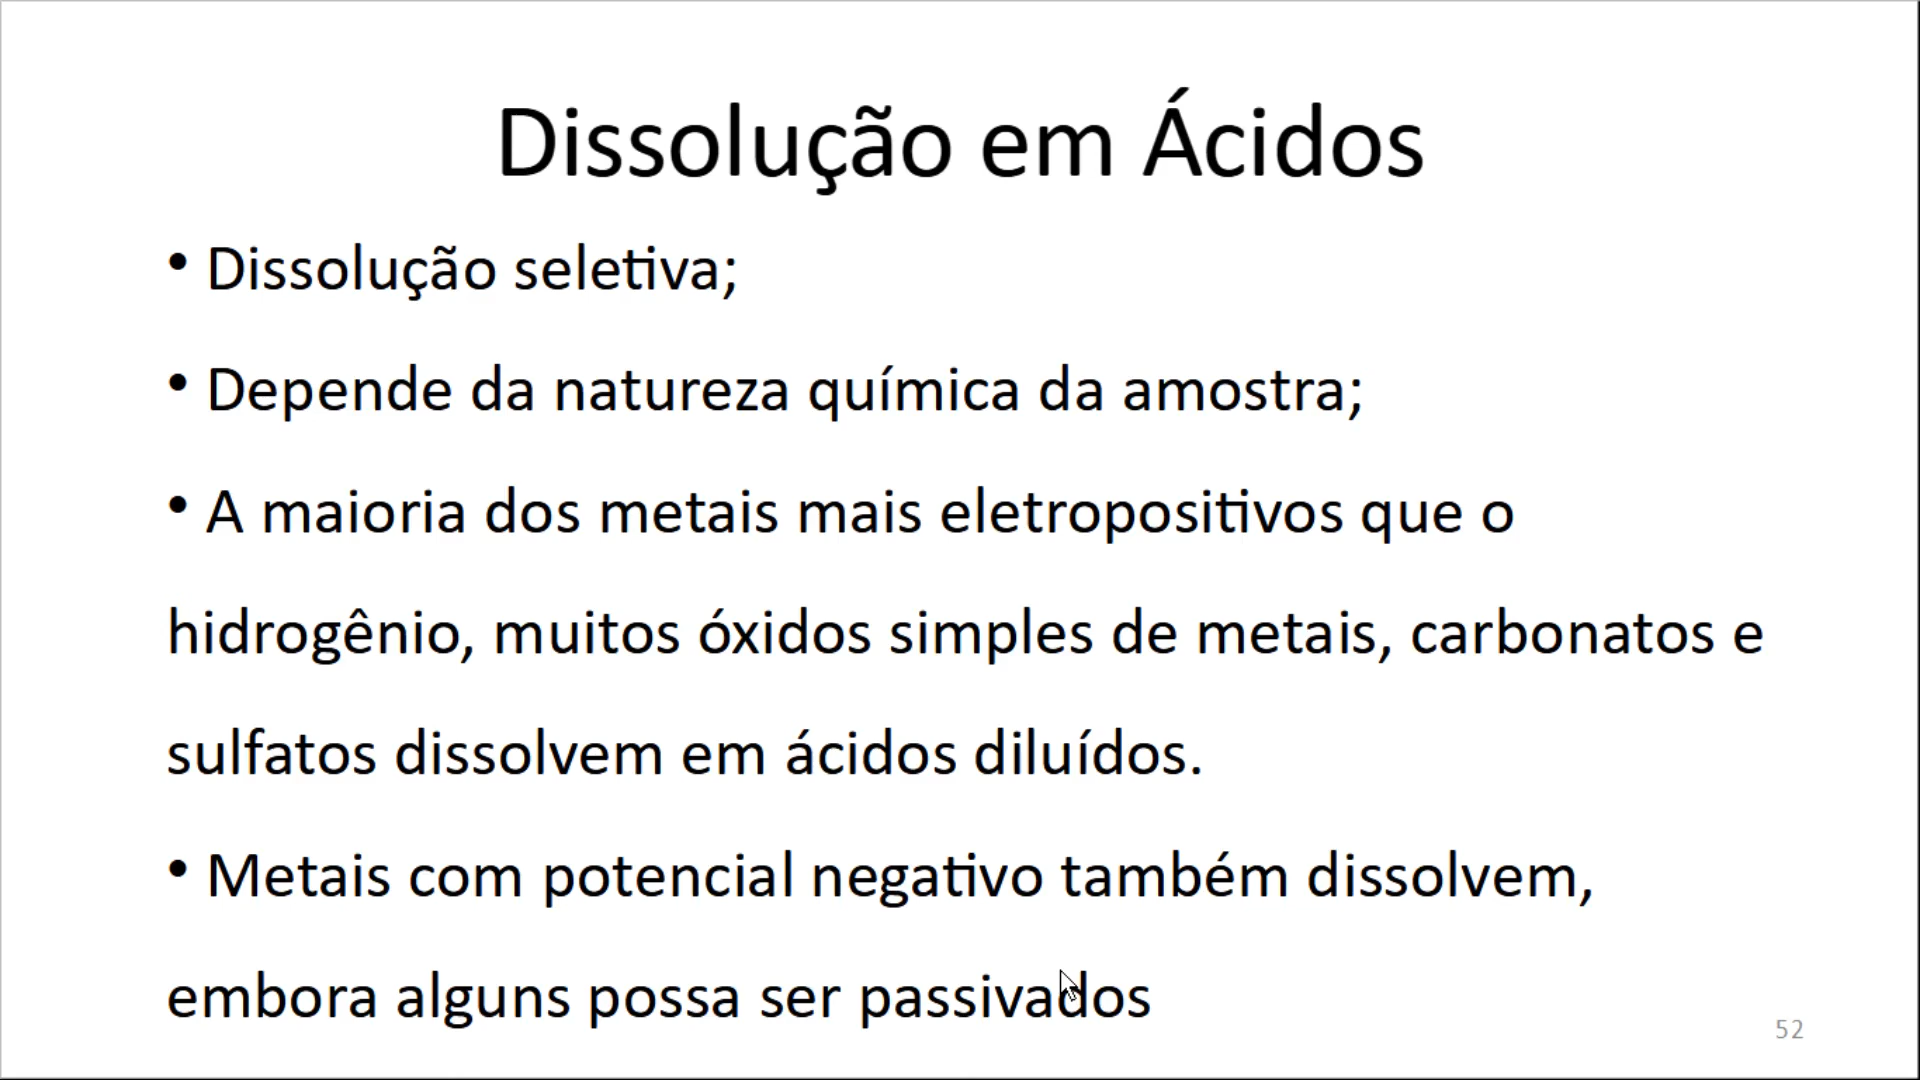 Dissolução em Ácidos
• Dissolução seletiva;
• Depende da natureza química da amostra;
• A maioria dos metais mais eletropositivos que o
hidrogênio, muitos óxidos simples de metais, carbonatos e
sulfatos dissolvem em ácidos diluídos.
• Metais com potencial negativo também dissolvem,
embora alguns possa ser passivados
52